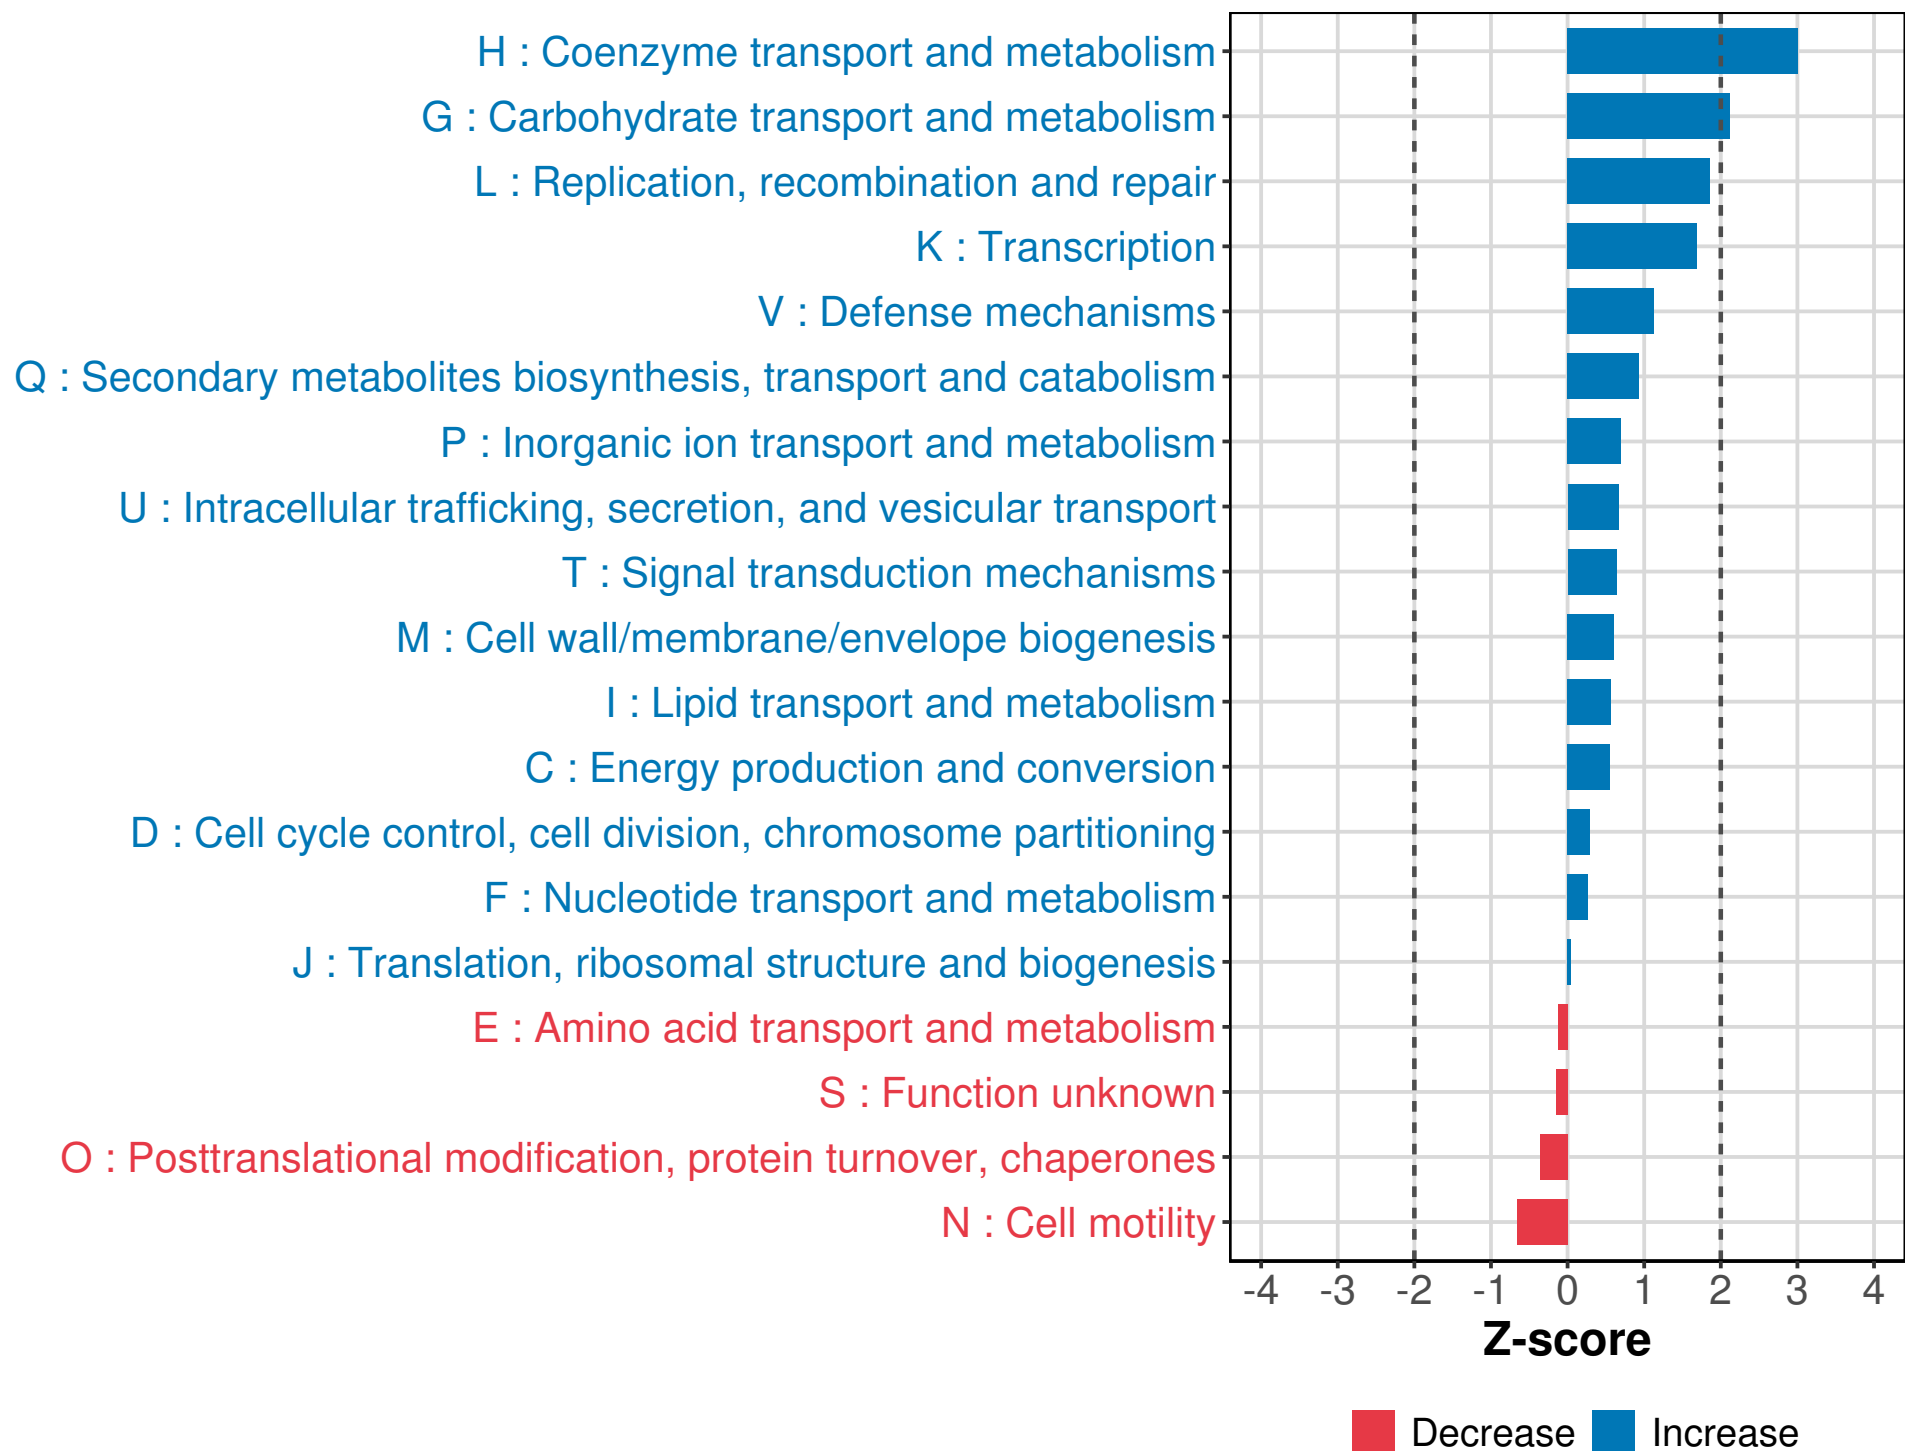 H : Coenzyme transport and metabolism
G : Carbohydrate transport and metabolism
L : Replication, recombination and repair
K : Transcription
V : Defense mechanisms
Q : Secondary metabolites biosynthesis, transport and catabolism
P : Inorganic ion transport and metabolism
U : Intracellular trafficking, secretion, and vesicular transport
T : Signal transduction mechanisms
M : Cell wall/membrane/envelope biogenesis
I : Lipid transport and metabolism
C : Energy production and conversion
D : Cell cycle control, cell division, chromosome partitioning
F : Nucleotide transport and metabolism
J : Translation, ribosomal structure and biogenesis
E : Amino acid transport and metabolism
S : Function unknown
O : Posttranslational modification, protein turnover, chaperones
N : Cell motility
-4 -3 -2 -1 0 1 2 3 4
Z-score
Decrease Increase